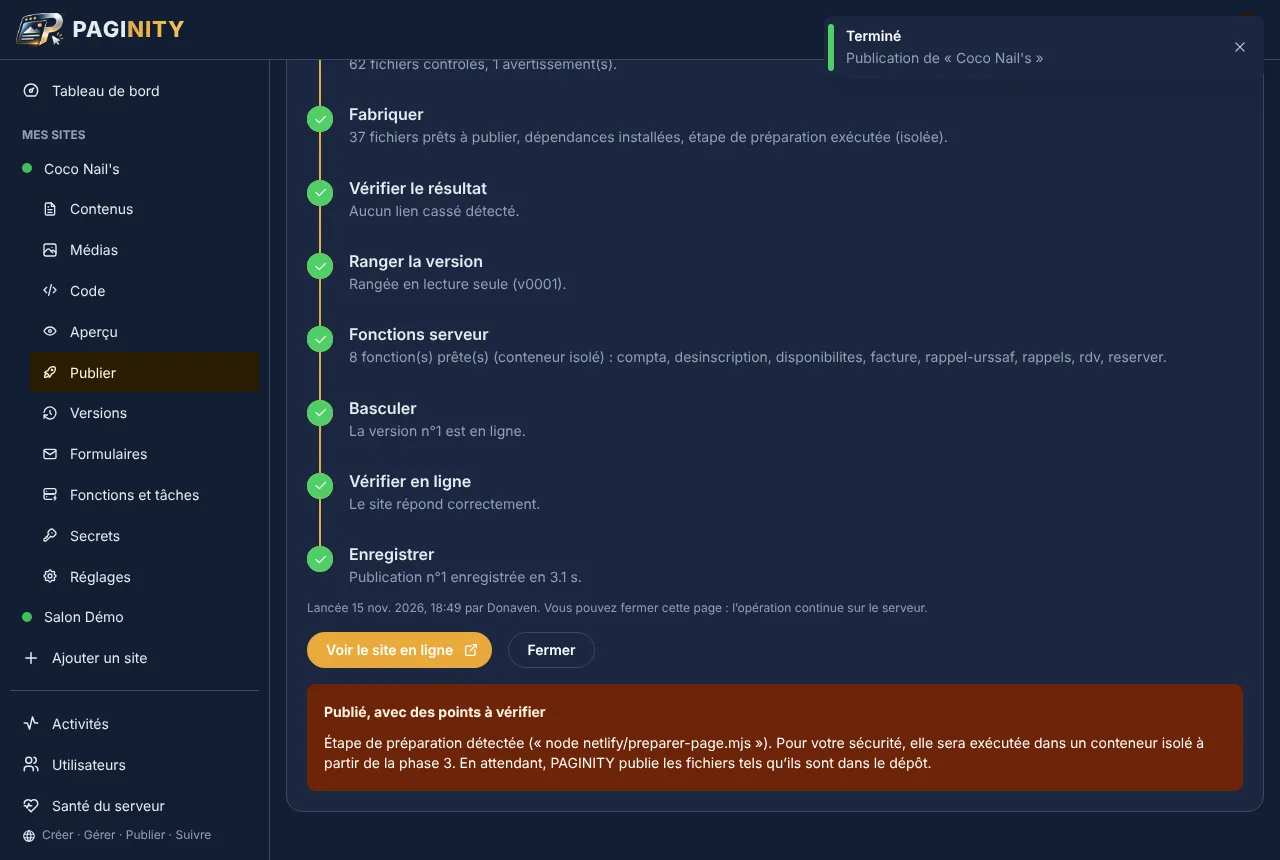 PAGINITY
Terminé
Publication de « Coco Nail's »
Tableau de bord
MES SITES
Coco Nail's
Contenus
Médias
Code
Aperçu
Publier
Versions
Formulaires
Fonctions et tâches
Secrets
Réglages
Salon Démo
Ajouter un site
Activités
Utilisateurs
Santé du serveur
Créer · Gérer · Publier · Suivre
62 fichiers contrôlés, 1 avertissement(s).
Fabriquer
37 fichiers prêts à publier, dépendances installées, étape de préparation exécutée (isolée).
Vérifier le résultat
Aucun lien cassé détecté.
Ranger la version
Rangée en lecture seule (v0001).
Fonctions serveur
8 fonction(s) prête(s) (conteneur isolé) : compta, desinscription, disponibilites, facture, rappel-urssaf, rappels, rdv, reserver.
Basculer
La version n°1 est en ligne.
Vérifier en ligne
Le site répond correctement.
Enregistrer
Publication n°1 enregistrée en 3.1 s.
Lancée 15 nov. 2026, 18:49 par Donaven. Vous pouvez fermer cette page : l’opération continue sur le serveur.
Voir le site en ligne
Fermer
Publié, avec des points à vérifier
Étape de préparation détectée (« node netlify/preparer-page.mjs »). Pour votre sécurité, elle sera exécutée dans un conteneur isolé à
partir de la phase 3. En attendant, PAGINITY publie les fichiers tels qu’ils sont dans le dépôt.